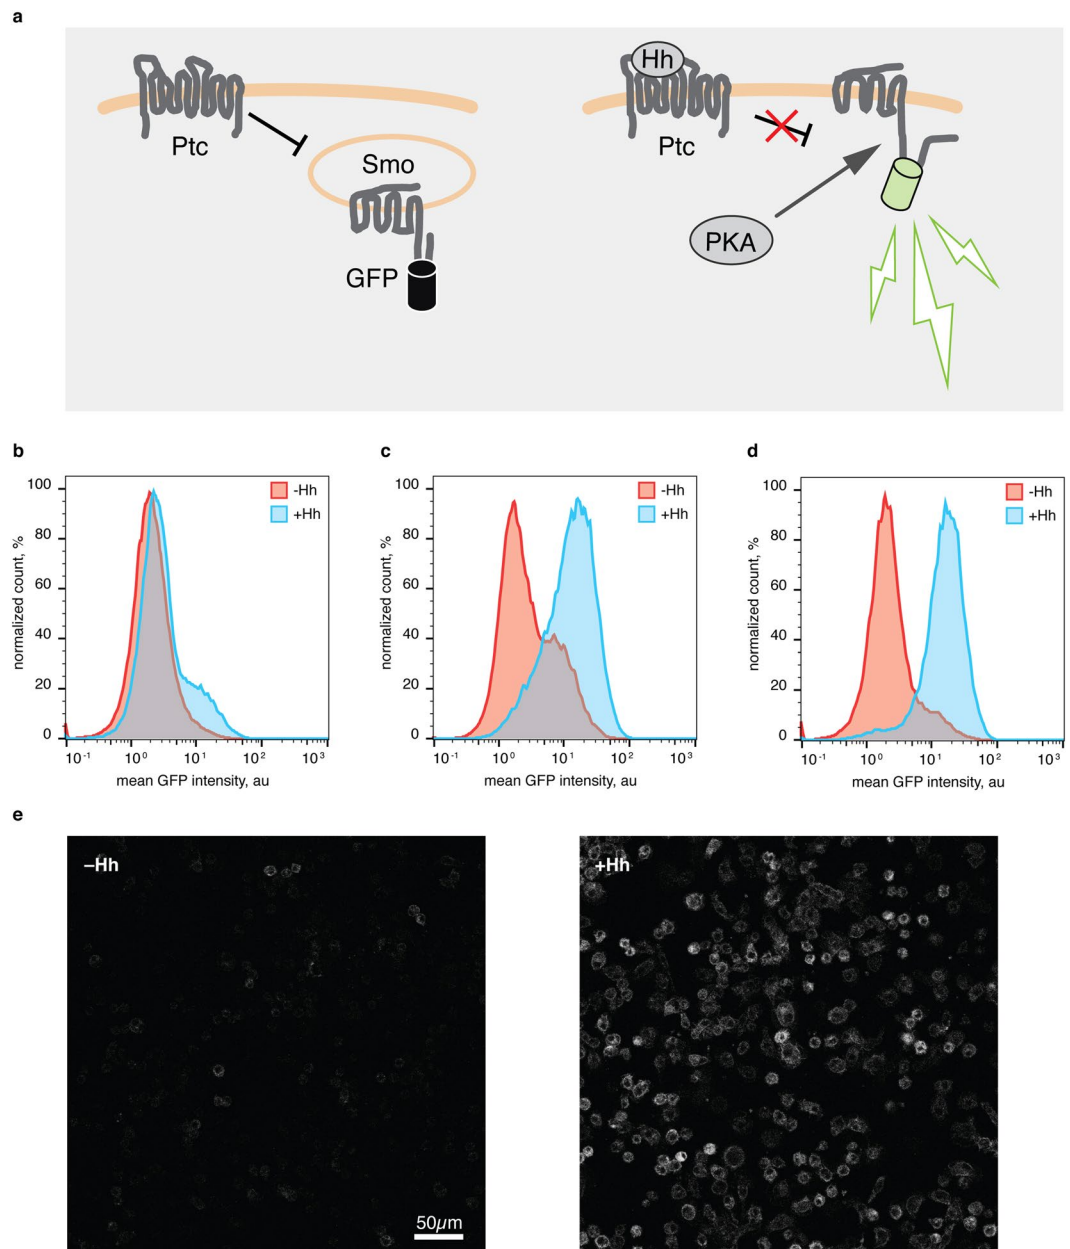 a
Hh
Ptc
Smo
GFP
Ptc
PKA
b
c
d
normalized count, %
100
80
60
40
20
0
-Hh
+Hh
10-1
100
101
102
103
mean GFP intensity, au
normalized count, %
100
80
60
40
20
0
-Hh
+Hh
10-1
100
101
102
103
mean GFP intensity, au
normalized count, %
100
80
60
40
20
0
-Hh
+Hh
10-1
100
101
102
103
mean GFP intensity, au
e
–Hh
50µm
+Hh